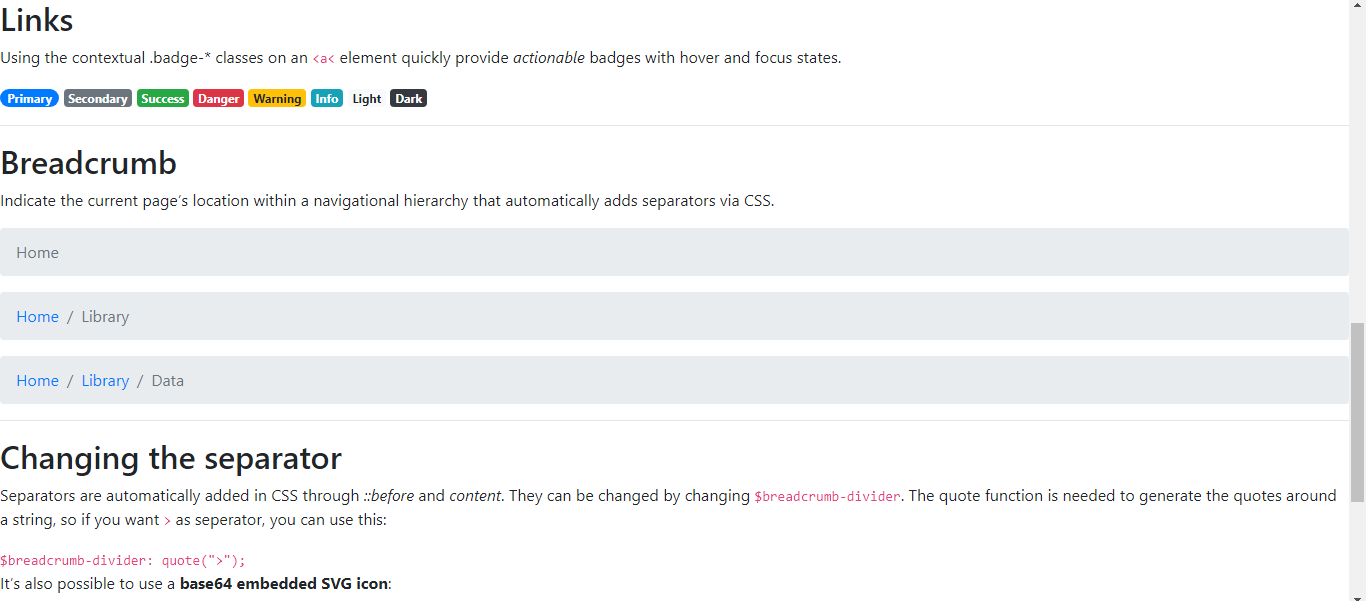 Links
Using the contextual .badge-* classes on an <a< element quickly provide actionable badges with hover and focus states.
Primary Secondary Success Danger Warning Info Light Dark
Breadcrumb
Indicate the current page’s location within a navigational hierarchy that automatically adds separators via CSS.
Home
Home / Library
Home / Library / Data
Changing the separator
Separators are automatically added in CSS through ::before and content. They can be changed by changing $breadcrumb-divider. The quote function is needed to generate the quotes around
a string, so if you want > as seperator, you can use this:
$breadcrumb-divider: quote(">");
It’s also possible to use a base64 embedded SVG icon: